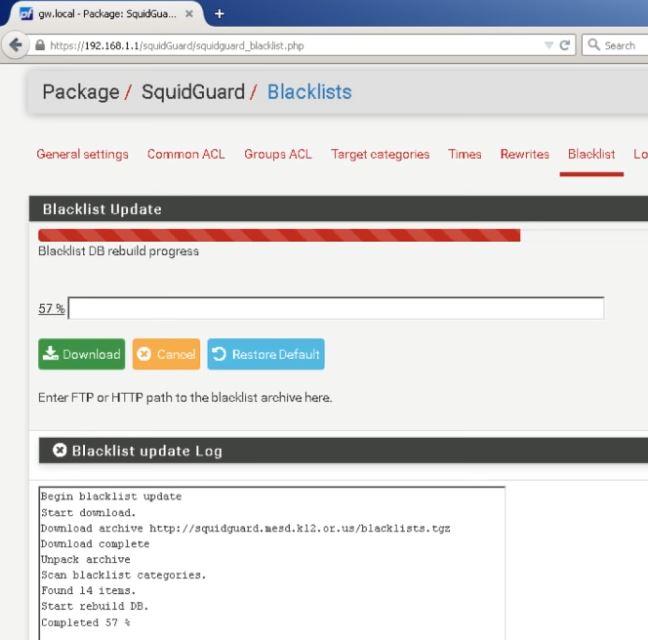 gw.local - Package: SquidGua...
https://192.168.1.1/squidGuard/squidguard_blacklist.php
Search
Package / SquidGuard / Blacklists
General settings Common ACL Groups ACL Target categories Times Rewrites Blacklist Lo
Blacklist Update
Blacklist DB rebuild progress
57 %
Download Cancel Restore Default
Enter FTP or HTTP path to the blacklist archive here.
Blacklist update Log
Begin blacklist update
Start download.
Download archive http://squidguard.mesd.k12.or.us/blacklists.tgz
Download complete
Unpack archive
Scan blacklist categories.
Found 14 items.
Start rebuild DB.
Completed 57 %